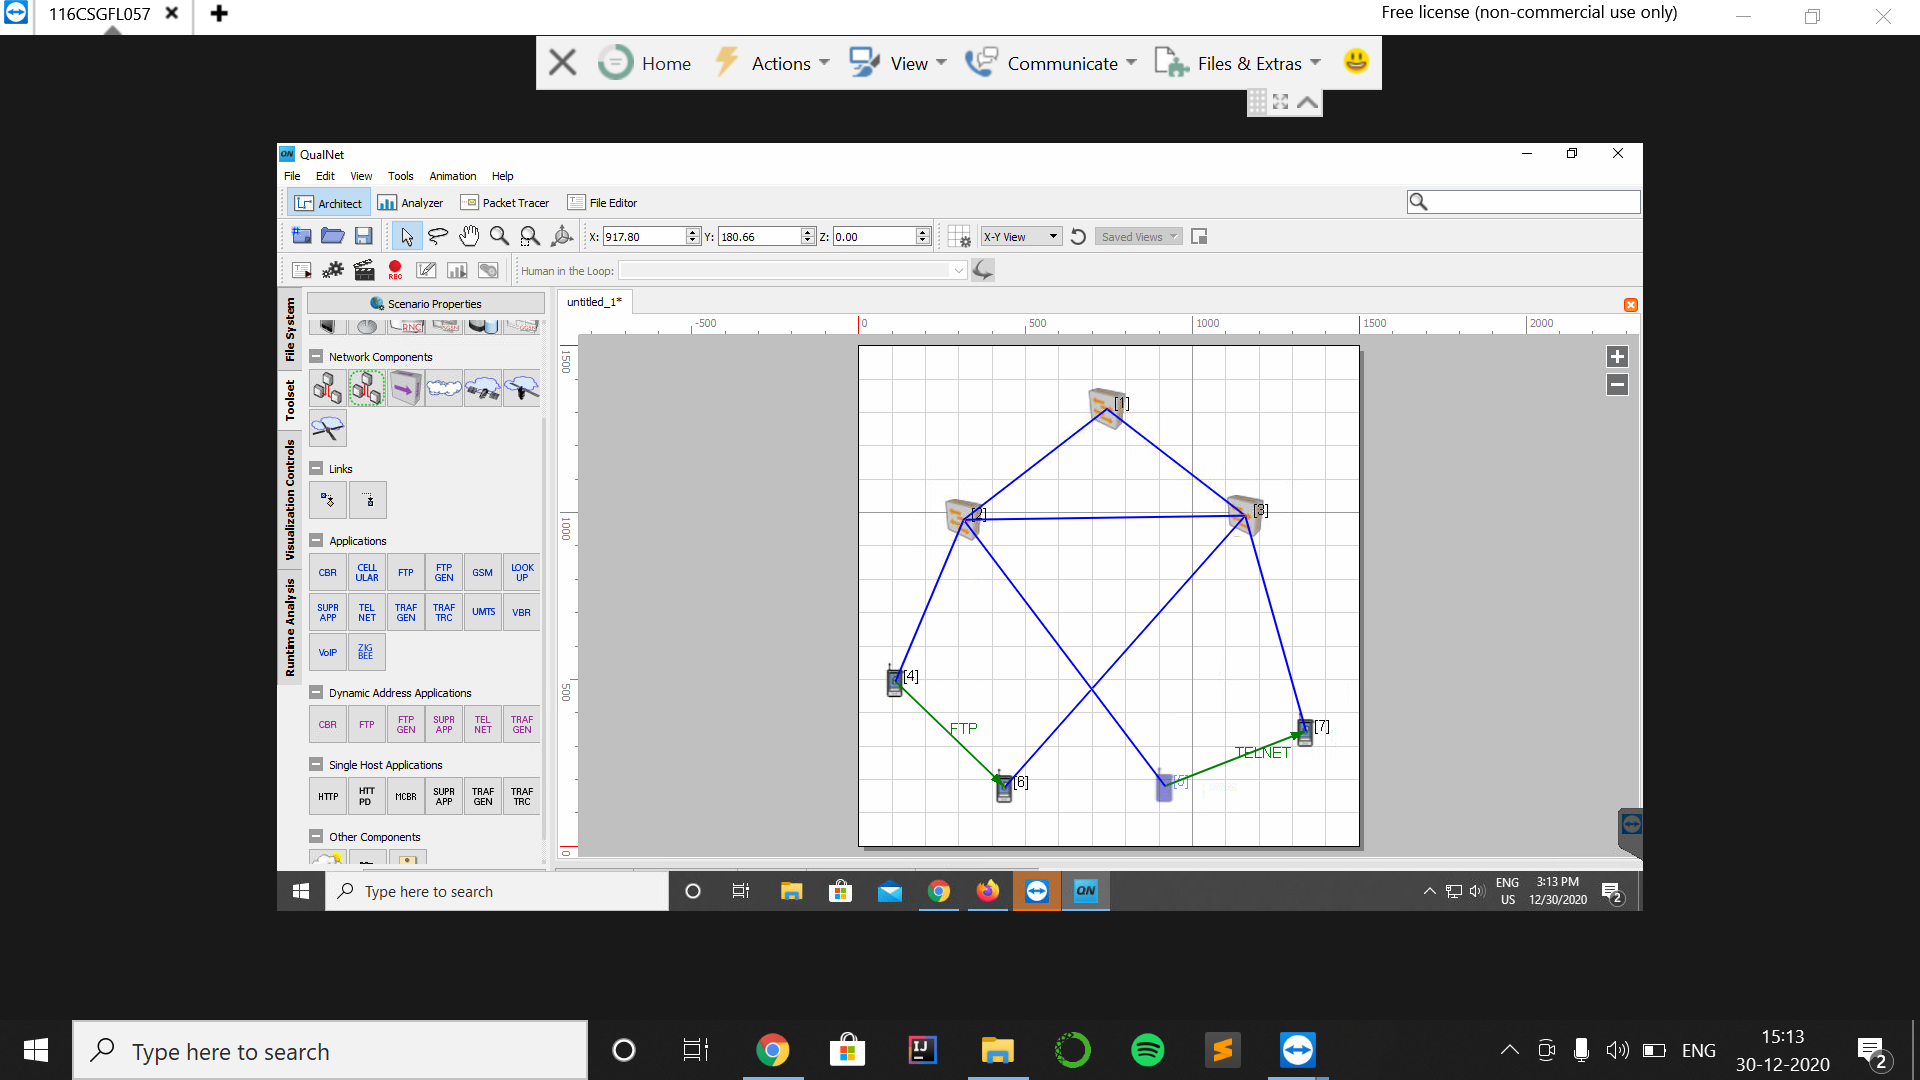 116CSGFL057
Free license (non-commercial use only)
Home Actions View Communicate Files & Extras
QN QualNet
File Edit View Tools Animation Help
Architect Analyzer Packet Tracer File Editor
X: 917.80 Y: 180.66 Z: 0.00 X-Y View Saved Views
REC Human in the Loop:
File System
Toolset
Visualization Controls
Runtime Analysis
Scenario Properties
RNC
Network Components
Links
Applications
CBR CELLULAR FTP FTP GEN GSM LOOK UP
SUPR APP TEL NET TRAF GEN TRAF TRC UMTS VBR
VoIP ZIG BEE
Dynamic Address Applications
CBR FTP FTP GEN SUPR APP TEL NET TRAF GEN
Single Host Applications
HTTP HTT PD MCBR SUPR APP TRAF GEN TRAF TRC
Other Components
untitled_1*
-500 0 500 1000 1500 2000
1500
1000
500
0
[1]
[2] [3]
[4]
FTP
[7]
TELNET
[6] [5]
Type here to search
QN
ENG
US
3:13 PM
12/30/2020
2
Type here to search
IJ
ENG
15:13
30-12-2020
2